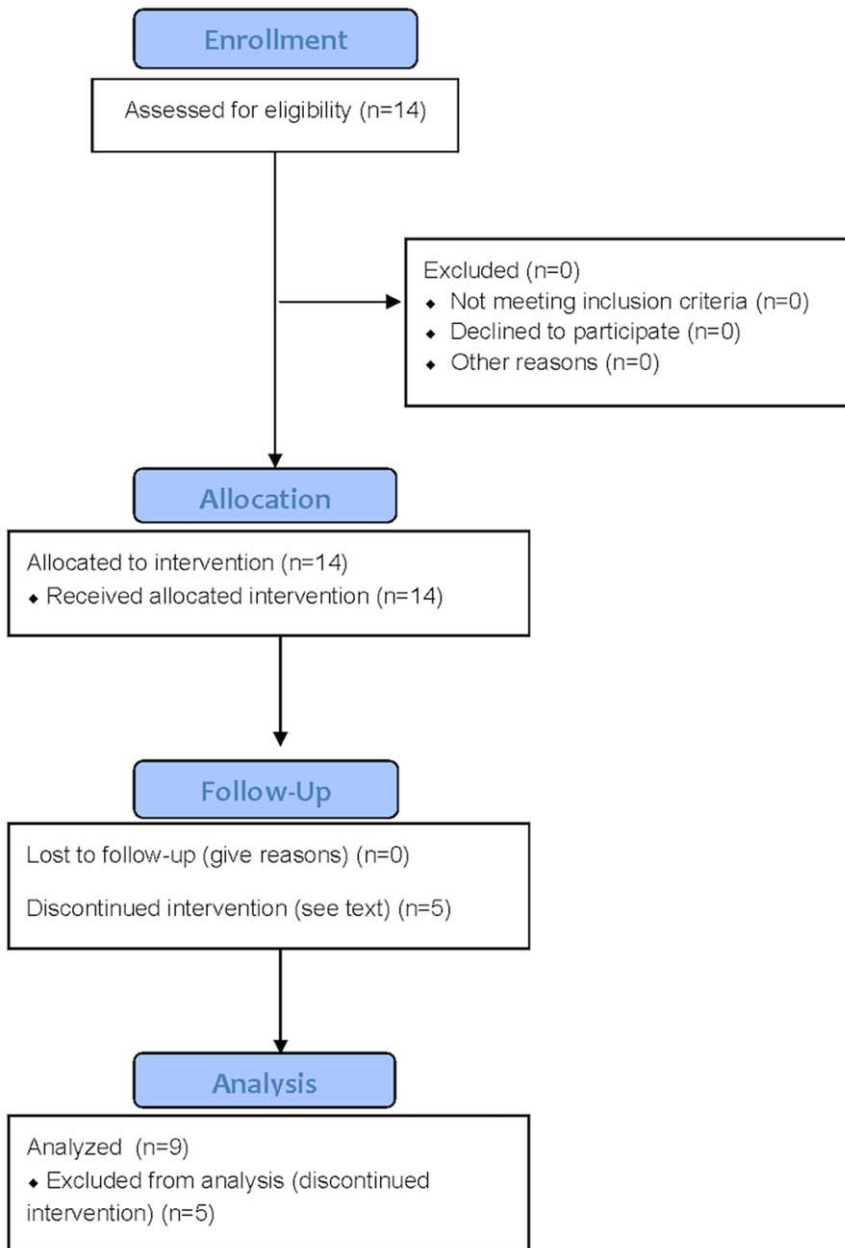 Enrollment
Assessed for eligibility (n=14)
Excluded (n=0)
⬥ Not meeting inclusion criteria (n=0)
⬥ Declined to participate (n=0)
⬥ Other reasons (n=0)
Allocation
Allocated to intervention (n=14)
⬥ Received allocated intervention (n=14)
Follow-Up
Lost to follow-up (give reasons) (n=0)
Discontinued intervention (see text) (n=5)
Analysis
Analyzed (n=9)
⬥ Excluded from analysis (discontinued
intervention) (n=5)